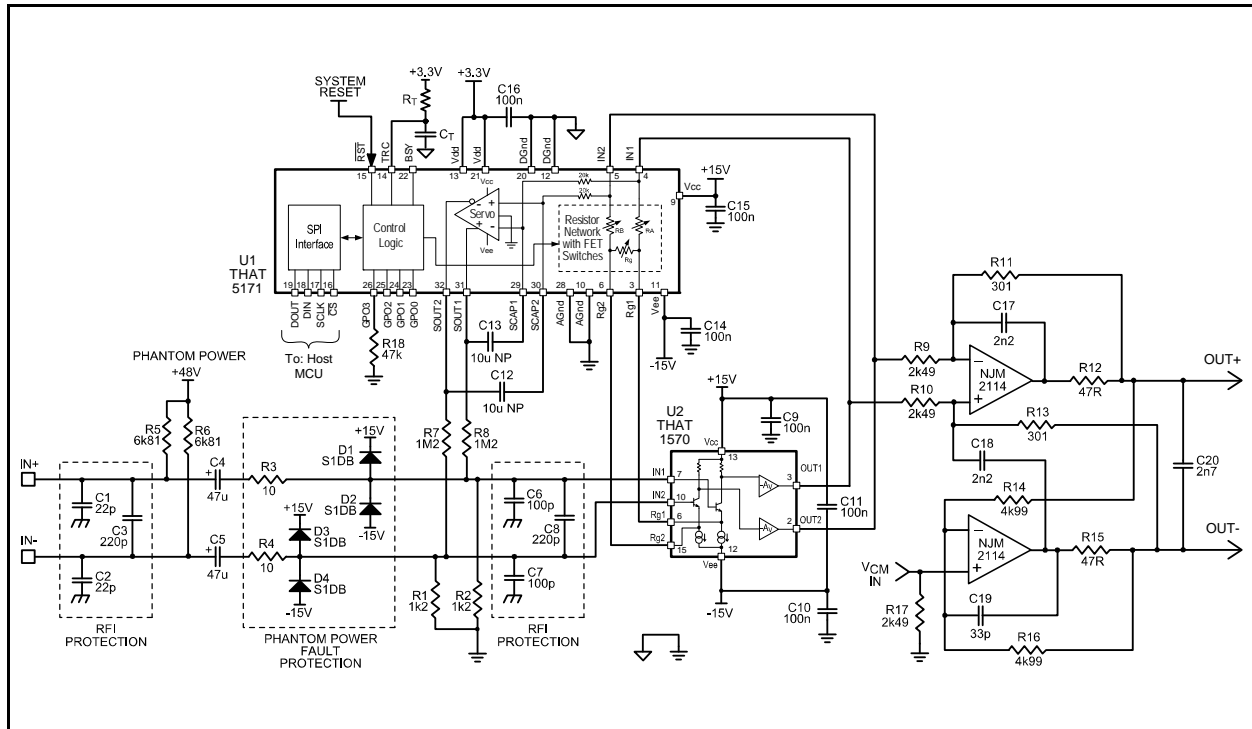 SYSTEM
RESET
+3.3V
R_T
C_T
+3.3V
C16
100n
RST
TRC
BSY
Vdd
Vdd
DGnd
DGnd
IN2
IN1
15
14
22
13
21
20
12
5
4
+15V
Vcc
9
C15
100n
20k
20k
Vcc
Servo
Vee
SPI
Interface
Control
Logic
Resistor
Network
with FET
Switches
RB
RA
Rg
U1
THAT
5171
19
18
17
16
26
25
24
23
32
31
29
30
28
10
6
3
11
DOUT
DIN
SCLK
CS
GPO3
GPO2
GPO1
GPO0
SOUT2
SOUT1
SCAP1
SCAP2
AGnd
AGnd
Rg2
Rg1
Vee
To: Host
MCU
R18
47k
C13
10u NP
C12
10u NP
C14
100n
-15V
PHANTOM POWER
+48V
R5
6k81
R6
6k81
IN+
IN-
C1
22p
C3
220p
C2
22p
RFI
PROTECTION
C4
47u
C5
47u
R3
10
R4
10
D1
S1DB
+15V
D2
S1DB
-15V
+15V
D3
S1DB
D4
S1DB
-15V
PHANTOM POWER
FAULT
PROTECTION
R7
1M2
R8
1M2
R1
1k2
R2
1k2
C6
100p
C8
220p
C7
100p
RFI
PROTECTION
U2
THAT
1570
+15V
C9
100n
Vcc
13
IN1
7
IN2
10
Rg1
6
Rg2
15
-Av
-Av
OUT1
3
OUT2
2
12
Vee
-15V
C11
100n
C10
100n
R11
301
C17
2n2
R9
2k49
R10
2k49
NJM
2114
R12
47R
R13
301
C18
2n2
R14
4k99
C20
2n7
OUT+
OUT-
NJM
2114
R15
47R
VCM
IN
R17
2k49
C19
33p
R16
4k99